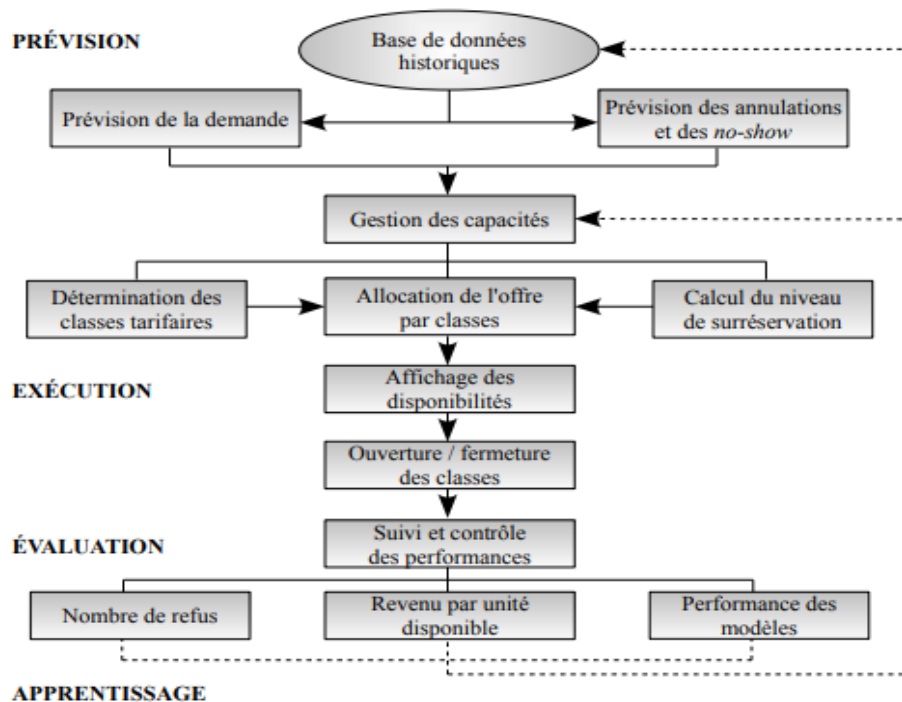 PRÉVISION
Base de données
historiques
Prévision de la demande
Prévision des annulations
et des no-show
Gestion des capacités
Détermination des
classes tarifaires
Allocation de l'offre
par classes
Calcul du niveau
de surréservation
EXÉCUTION
Affichage des
disponibilités
Ouverture / fermeture
des classes
ÉVALUATION
Suivi et contrôle
des performances
Nombre de refus
Revenu par unité
disponible
Performance des
modèles
APPRENTISSAGE